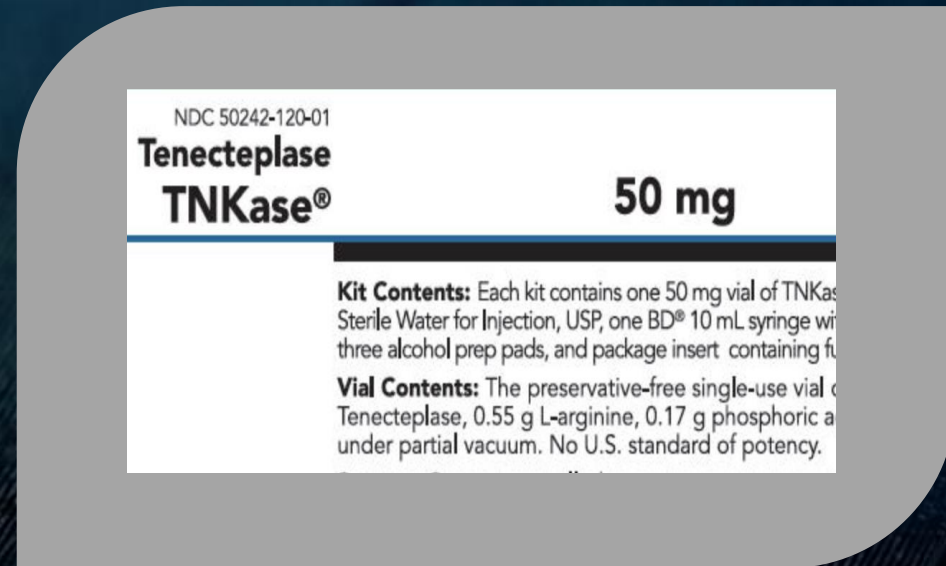 NDC 50242-120-01
Tenecteplase
TNKase®
50 mg
Kit Contents: Each kit contains one 50 mg vial of
Sterile Water for Injection, USP, one BD® 10 mL syringe
three alcohol prep pads, and package insert containing
Vial Contents: The preservative-free single-use vial
Tenecteplase, 0.55 g L-arginine, 0.17 g phosphoric
under partial vacuum. No U.S. standard of potency.